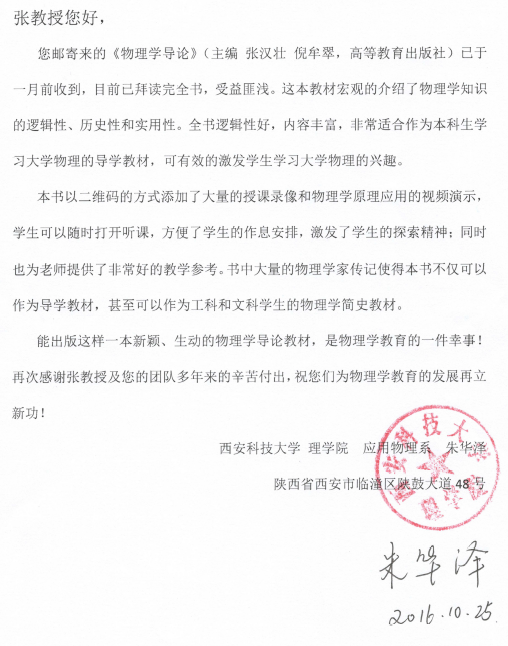 张教授您好，
您邮寄来的《物理学导论》（主编 张汉壮 倪牟翠，高等教育出版社）已于
一月前收到，目前已拜读完全书，受益匪浅。这本教材宏观的介绍了物理学知识
的逻辑性、历史性和实用性。全书逻辑性好，内容丰富，非常适合作为本科生学
习大学物理的导学教材，可有效的激发学生学习大学物理的兴趣。
本书以二维码的方式添加了大量的授课录像和物理学原理应用的视频演示，
学生可以随时打开听课，方便了学生的作息安排，激发了学生的探索精神；同时
也为老师提供了非常好的教学参考。书中大量的物理学家传记使得本书不仅可以
作为导学教材，甚至可以作为工科和文科学生的物理学简史教材。
能出版这样一本新颖、生动的物理学导论教材，是物理学教育的一件幸事！
再次感谢张教授及您的团队多年来的辛苦付出，祝您们为物理学教育的发展再立
新功！
西安科技大学 理学院 应用物理系 朱华泽
陕西省西安市临潼区陕鼓大道 48 号
西安科技大学
朱华泽
2016.10.25.